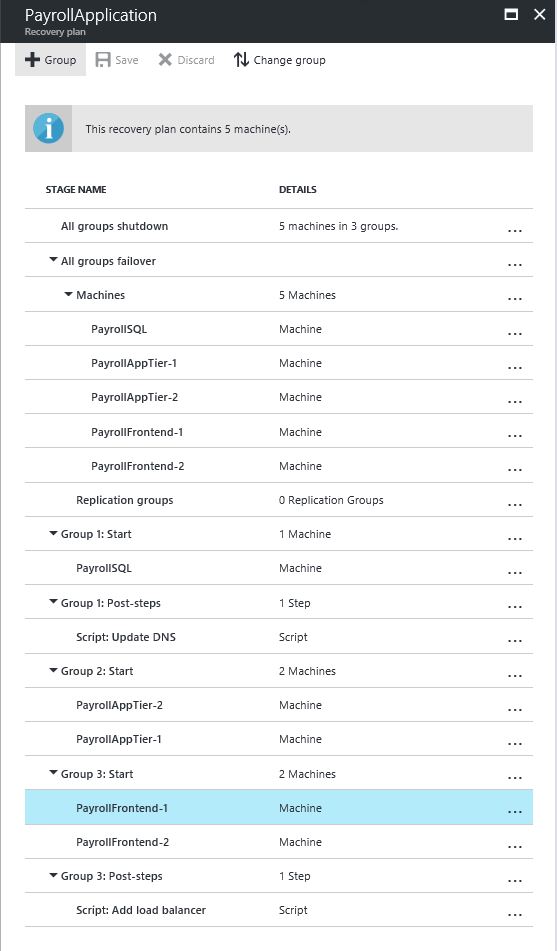 PayrollApplication
Recovery plan
Group Save Discard Change group
This recovery plan contains 5 machine(s).
STAGE NAME DETAILS
All groups shutdown 5 machines in 3 groups. ...
All groups failover ...
Machines 5 Machines ...
PayrollSQL Machine ...
PayrollAppTier-1 Machine ...
PayrollAppTier-2 Machine ...
PayrollFrontend-1 Machine ...
PayrollFrontend-2 Machine ...
Replication groups 0 Replication Groups ...
Group 1: Start 1 Machine ...
PayrollSQL Machine ...
Group 1: Post-steps 1 Step ...
Script: Update DNS Script ...
Group 2: Start 2 Machines ...
PayrollAppTier-2 Machine ...
PayrollAppTier-1 Machine ...
Group 3: Start 2 Machines ...
PayrollFrontend-1 Machine ...
PayrollFrontend-2 Machine ...
Group 3: Post-steps 1 Step ...
Script: Add load balancer Script ...